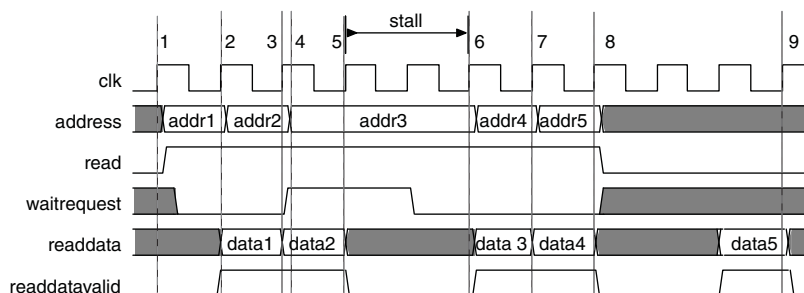 stall
1 2 3 4 5 6 7 8 9
clk
address addr1 addr2 addr3 addr4 addr5
read
waitrequest
readdata data1 data2 data 3 data4 data5
readdatavalid